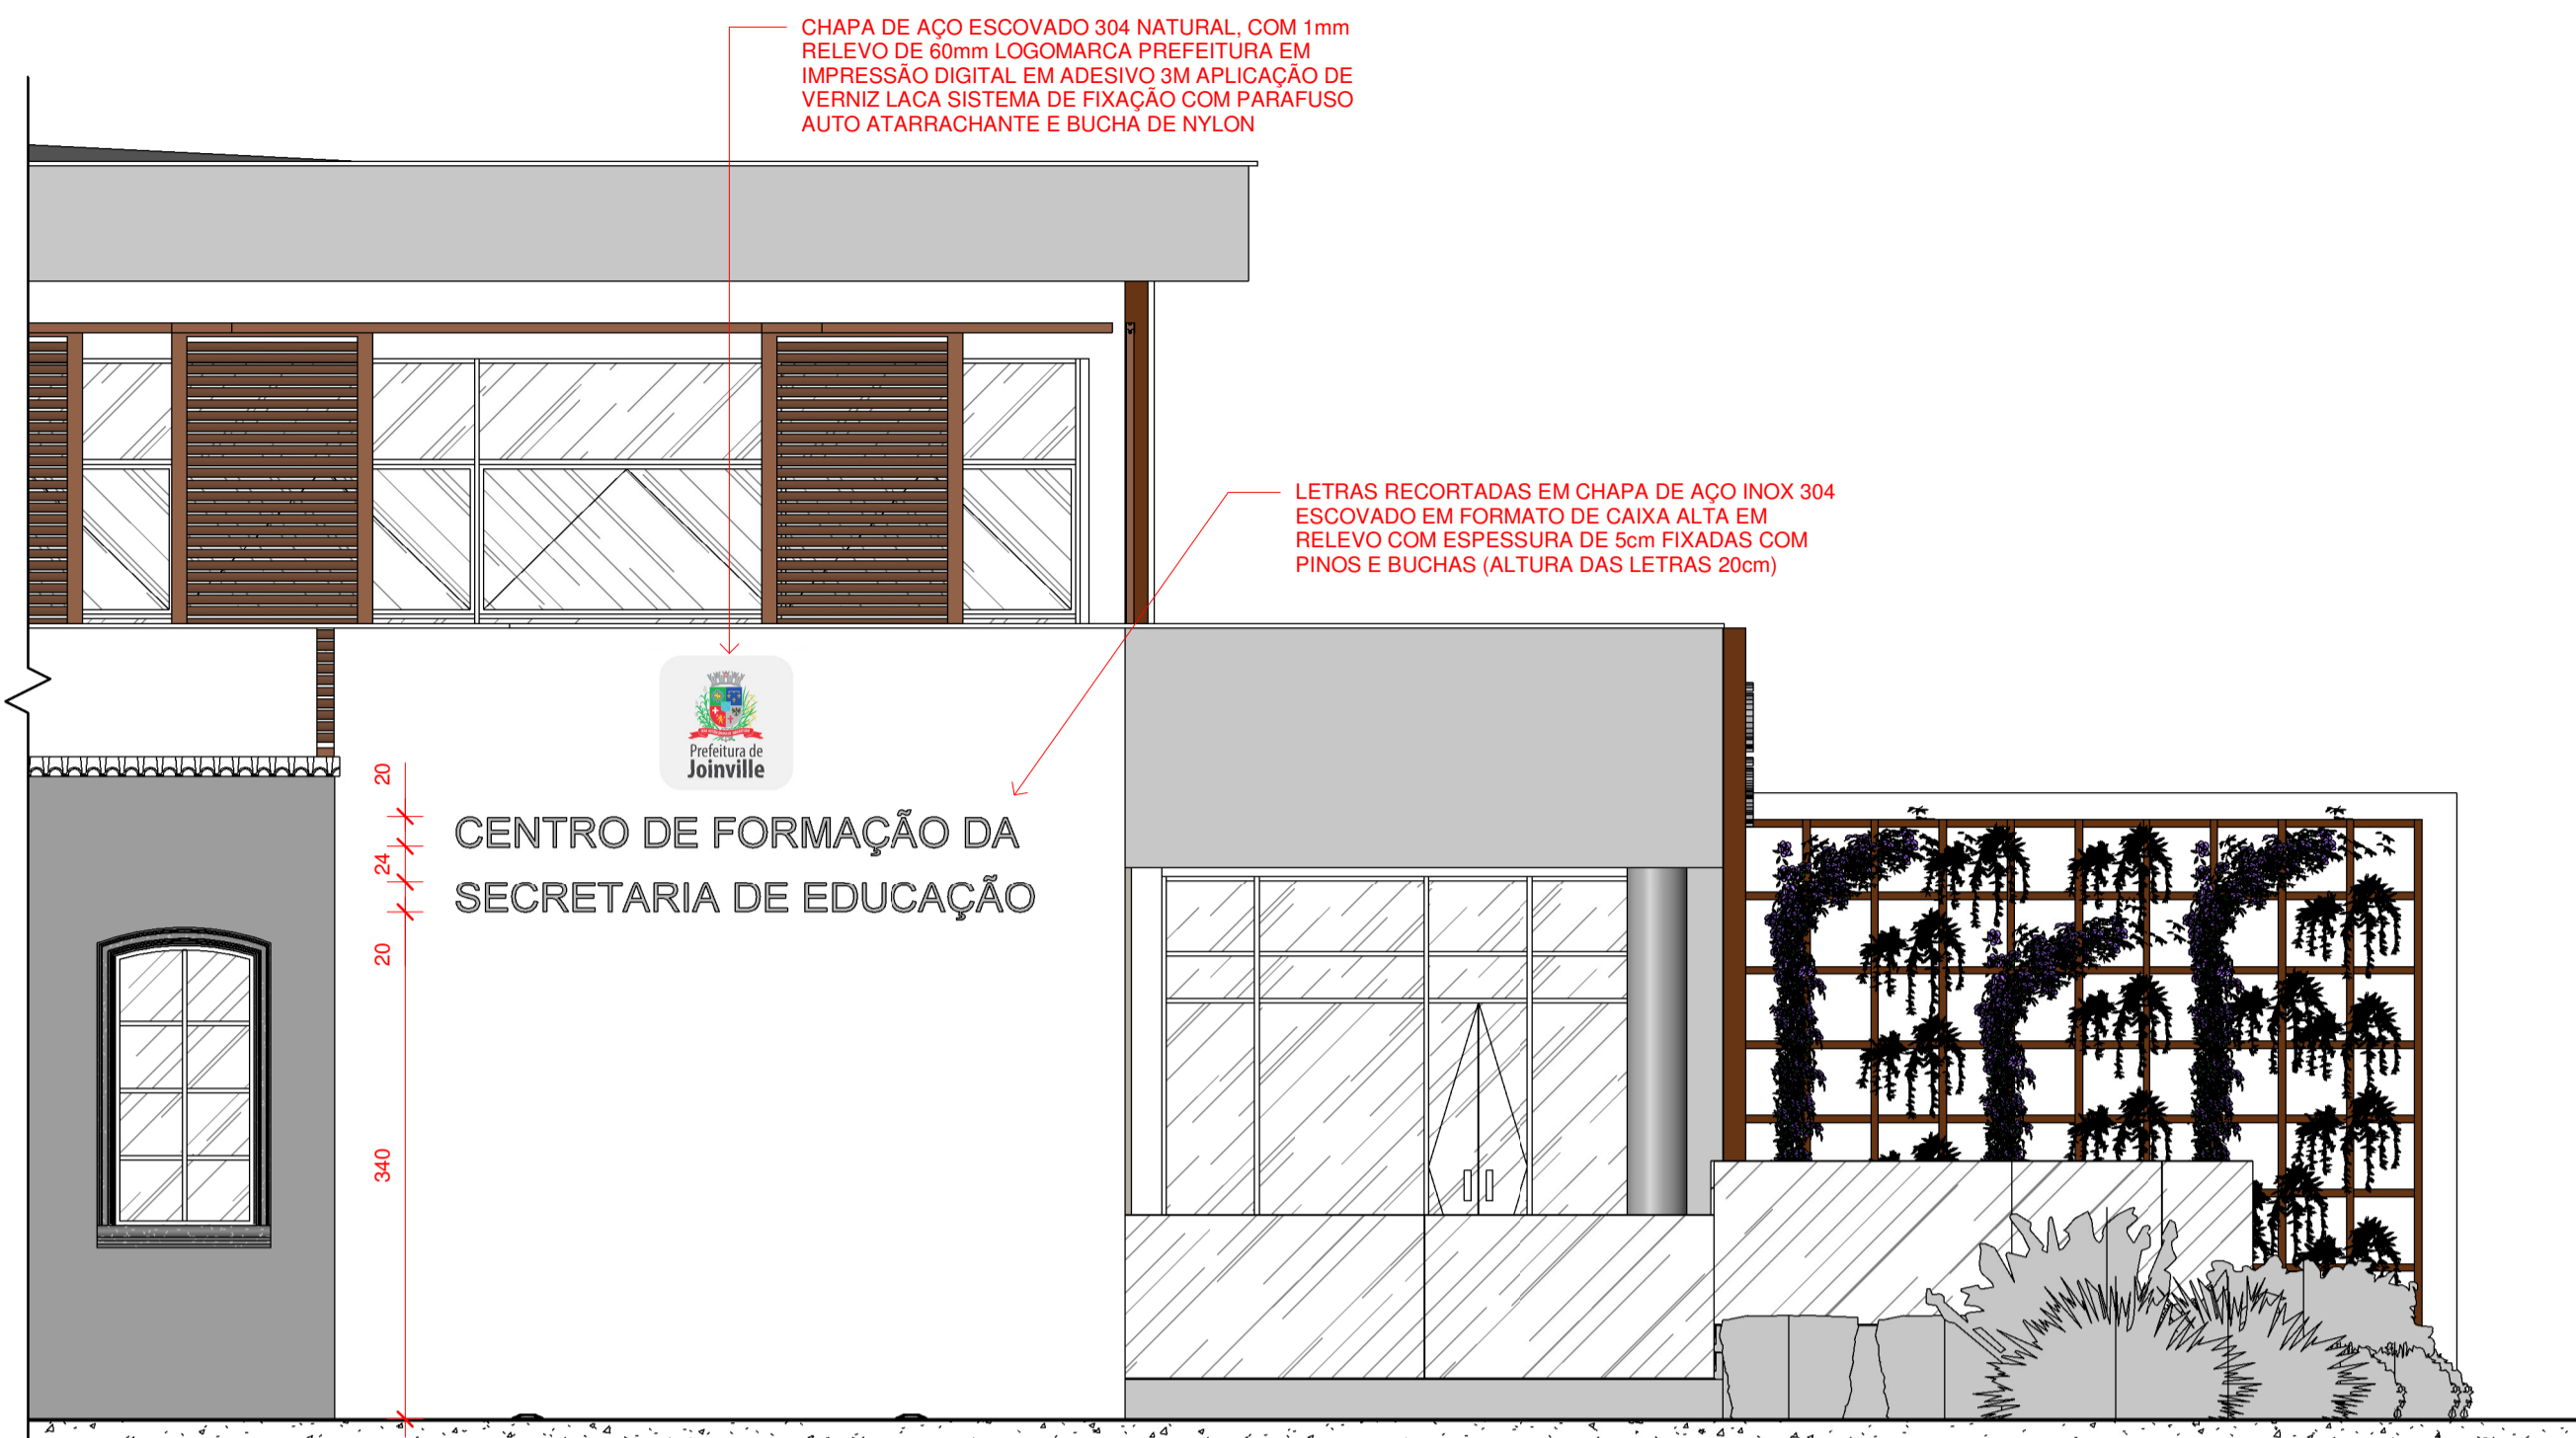 CHAPA DE AÇO ESCOVADO 304 NATURAL, COM 1mm
RELEVO DE 60mm LOGOMARCA PREFEITURA EM
IMPRESSÃO DIGITAL EM ADESIVO 3M APLICAÇÃO DE
VERNIZ LACA SISTEMA DE FIXAÇÃO COM PARAFUSO
AUTO ATARRACHANTE E BUCHA DE NYLON
LETRAS RECORTADAS EM CHAPA DE AÇO INOX 304
ESCOVADO EM FORMATO DE CAIXA ALTA EM
RELEVO COM ESPESSURA DE 5cm FIXADAS COM
PINOS E BUCHAS (ALTURA DAS LETRAS 20cm)
Prefeitura de
Joinville
20
CENTRO DE FORMAÇÃO DA
24
SECRETARIA DE EDUCAÇÃO
20
340